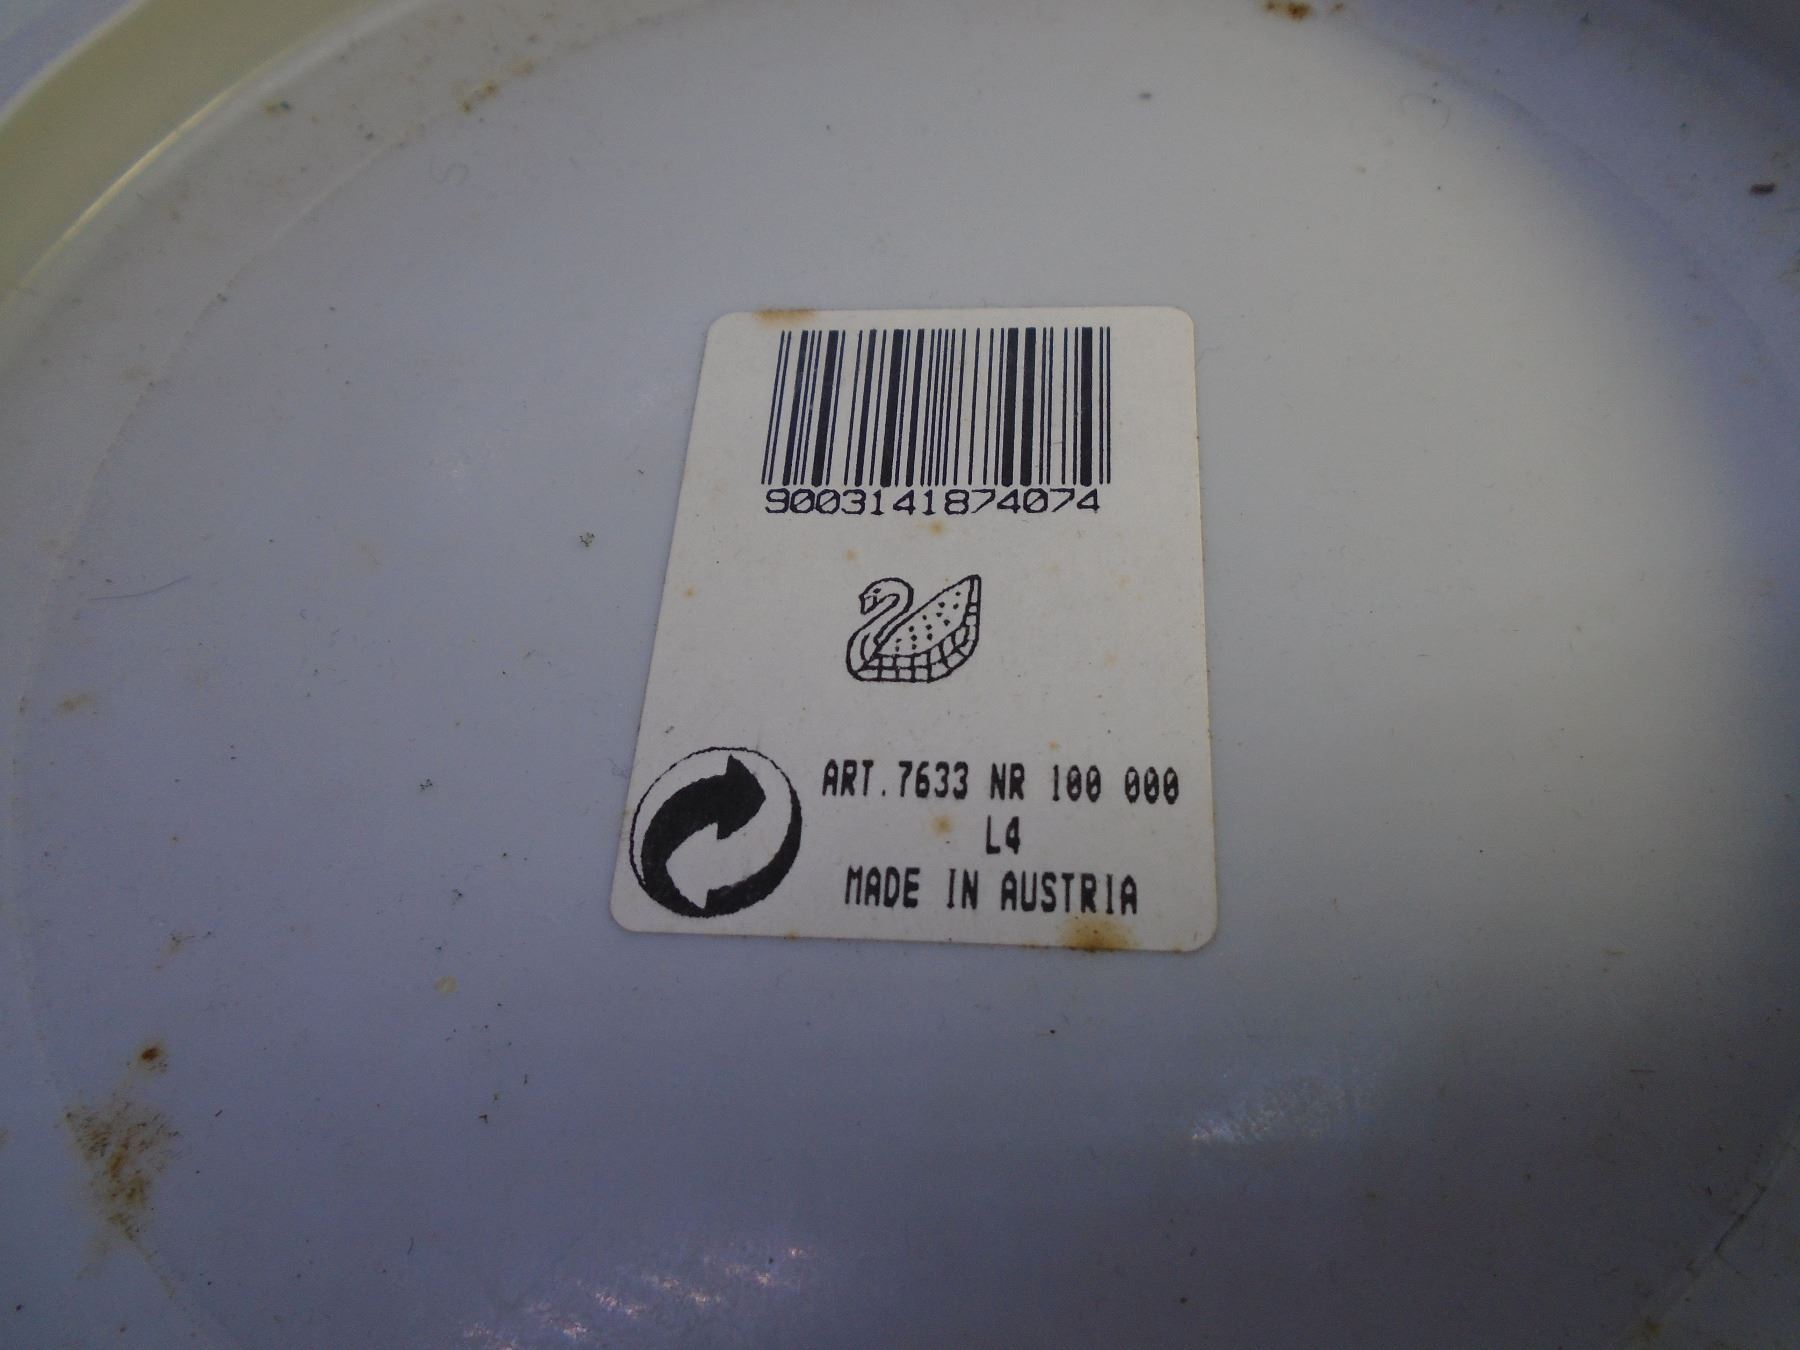 9003141874074
ART.7633 NR 100 000
L4
MADE IN AUSTRIA